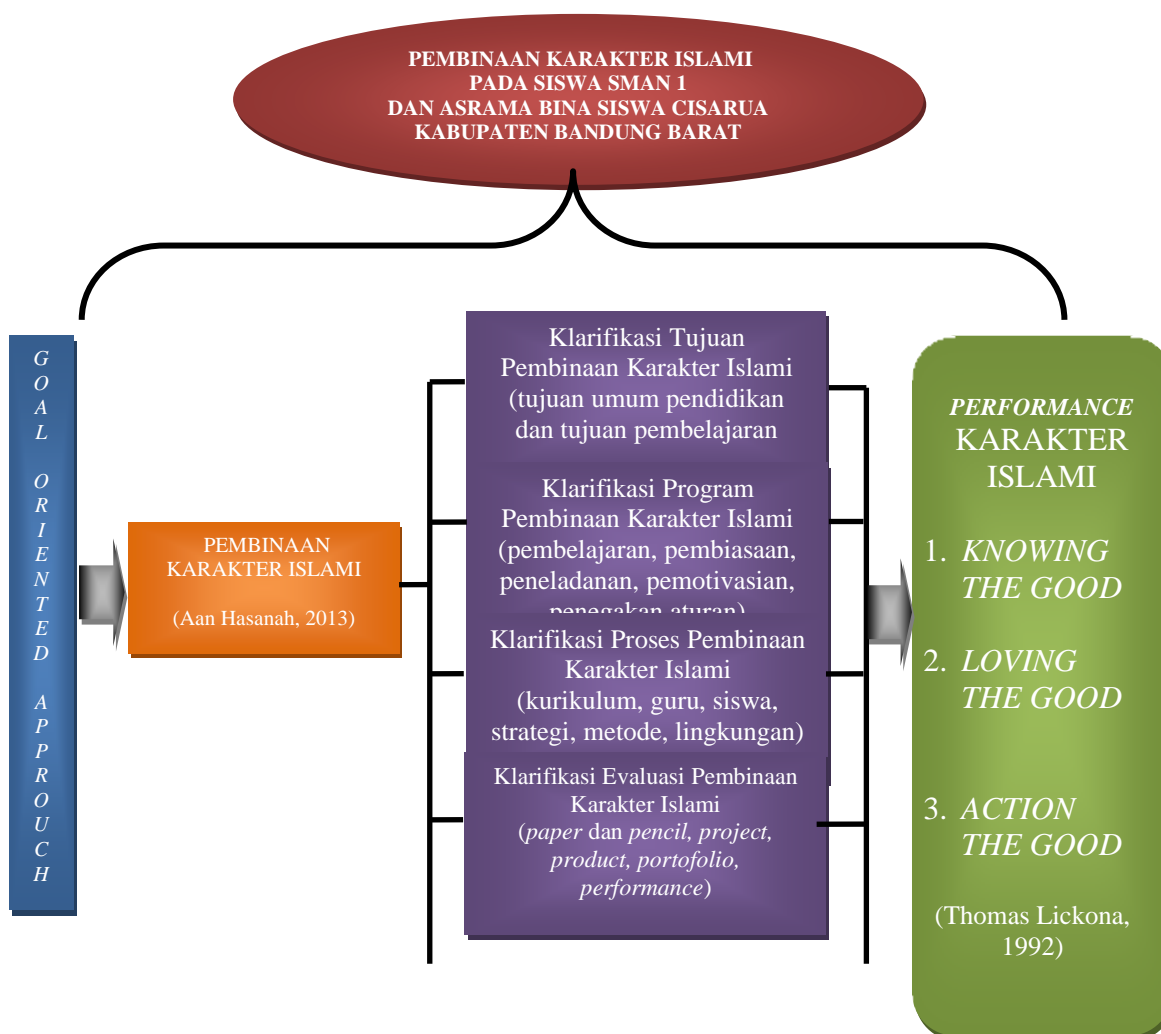 PEMBINAAN KARAKTER ISLAMI
PADA SISWA SMAN 1
DAN ASRAMA BINA SISWA CISARUA
KABUPATEN BANDUNG BARAT
G
O
A
L
O
R
I
E
N
T
E
D
A
P
P
R
O
U
C
H
PEMBINAAN
KARAKTER ISLAMI
(Aan Hasanah, 2013)
Klarifikasi Tujuan
Pembinaan Karakter Islami
(tujuan umum pendidikan
dan tujuan pembelajaran
Klarifikasi Program
Pembinaan Karakter Islami
(pembelajaran, pembiasaan,
peneladanan, pemotivasian,
penegakan aturan)
Klarifikasi Proses Pembinaan
Karakter Islami
(kurikulum, guru, siswa,
strategi, metode, lingkungan)
Klarifikasi Evaluasi Pembinaan
Karakter Islami
(paper dan pencil, project,
product, portofolio,
performance)
PERFORMANCE
KARAKTER
ISLAMI
1. KNOWING
THE GOOD
2. LOVING
THE GOOD
3. ACTION
THE GOOD
(Thomas Lickona,
1992)